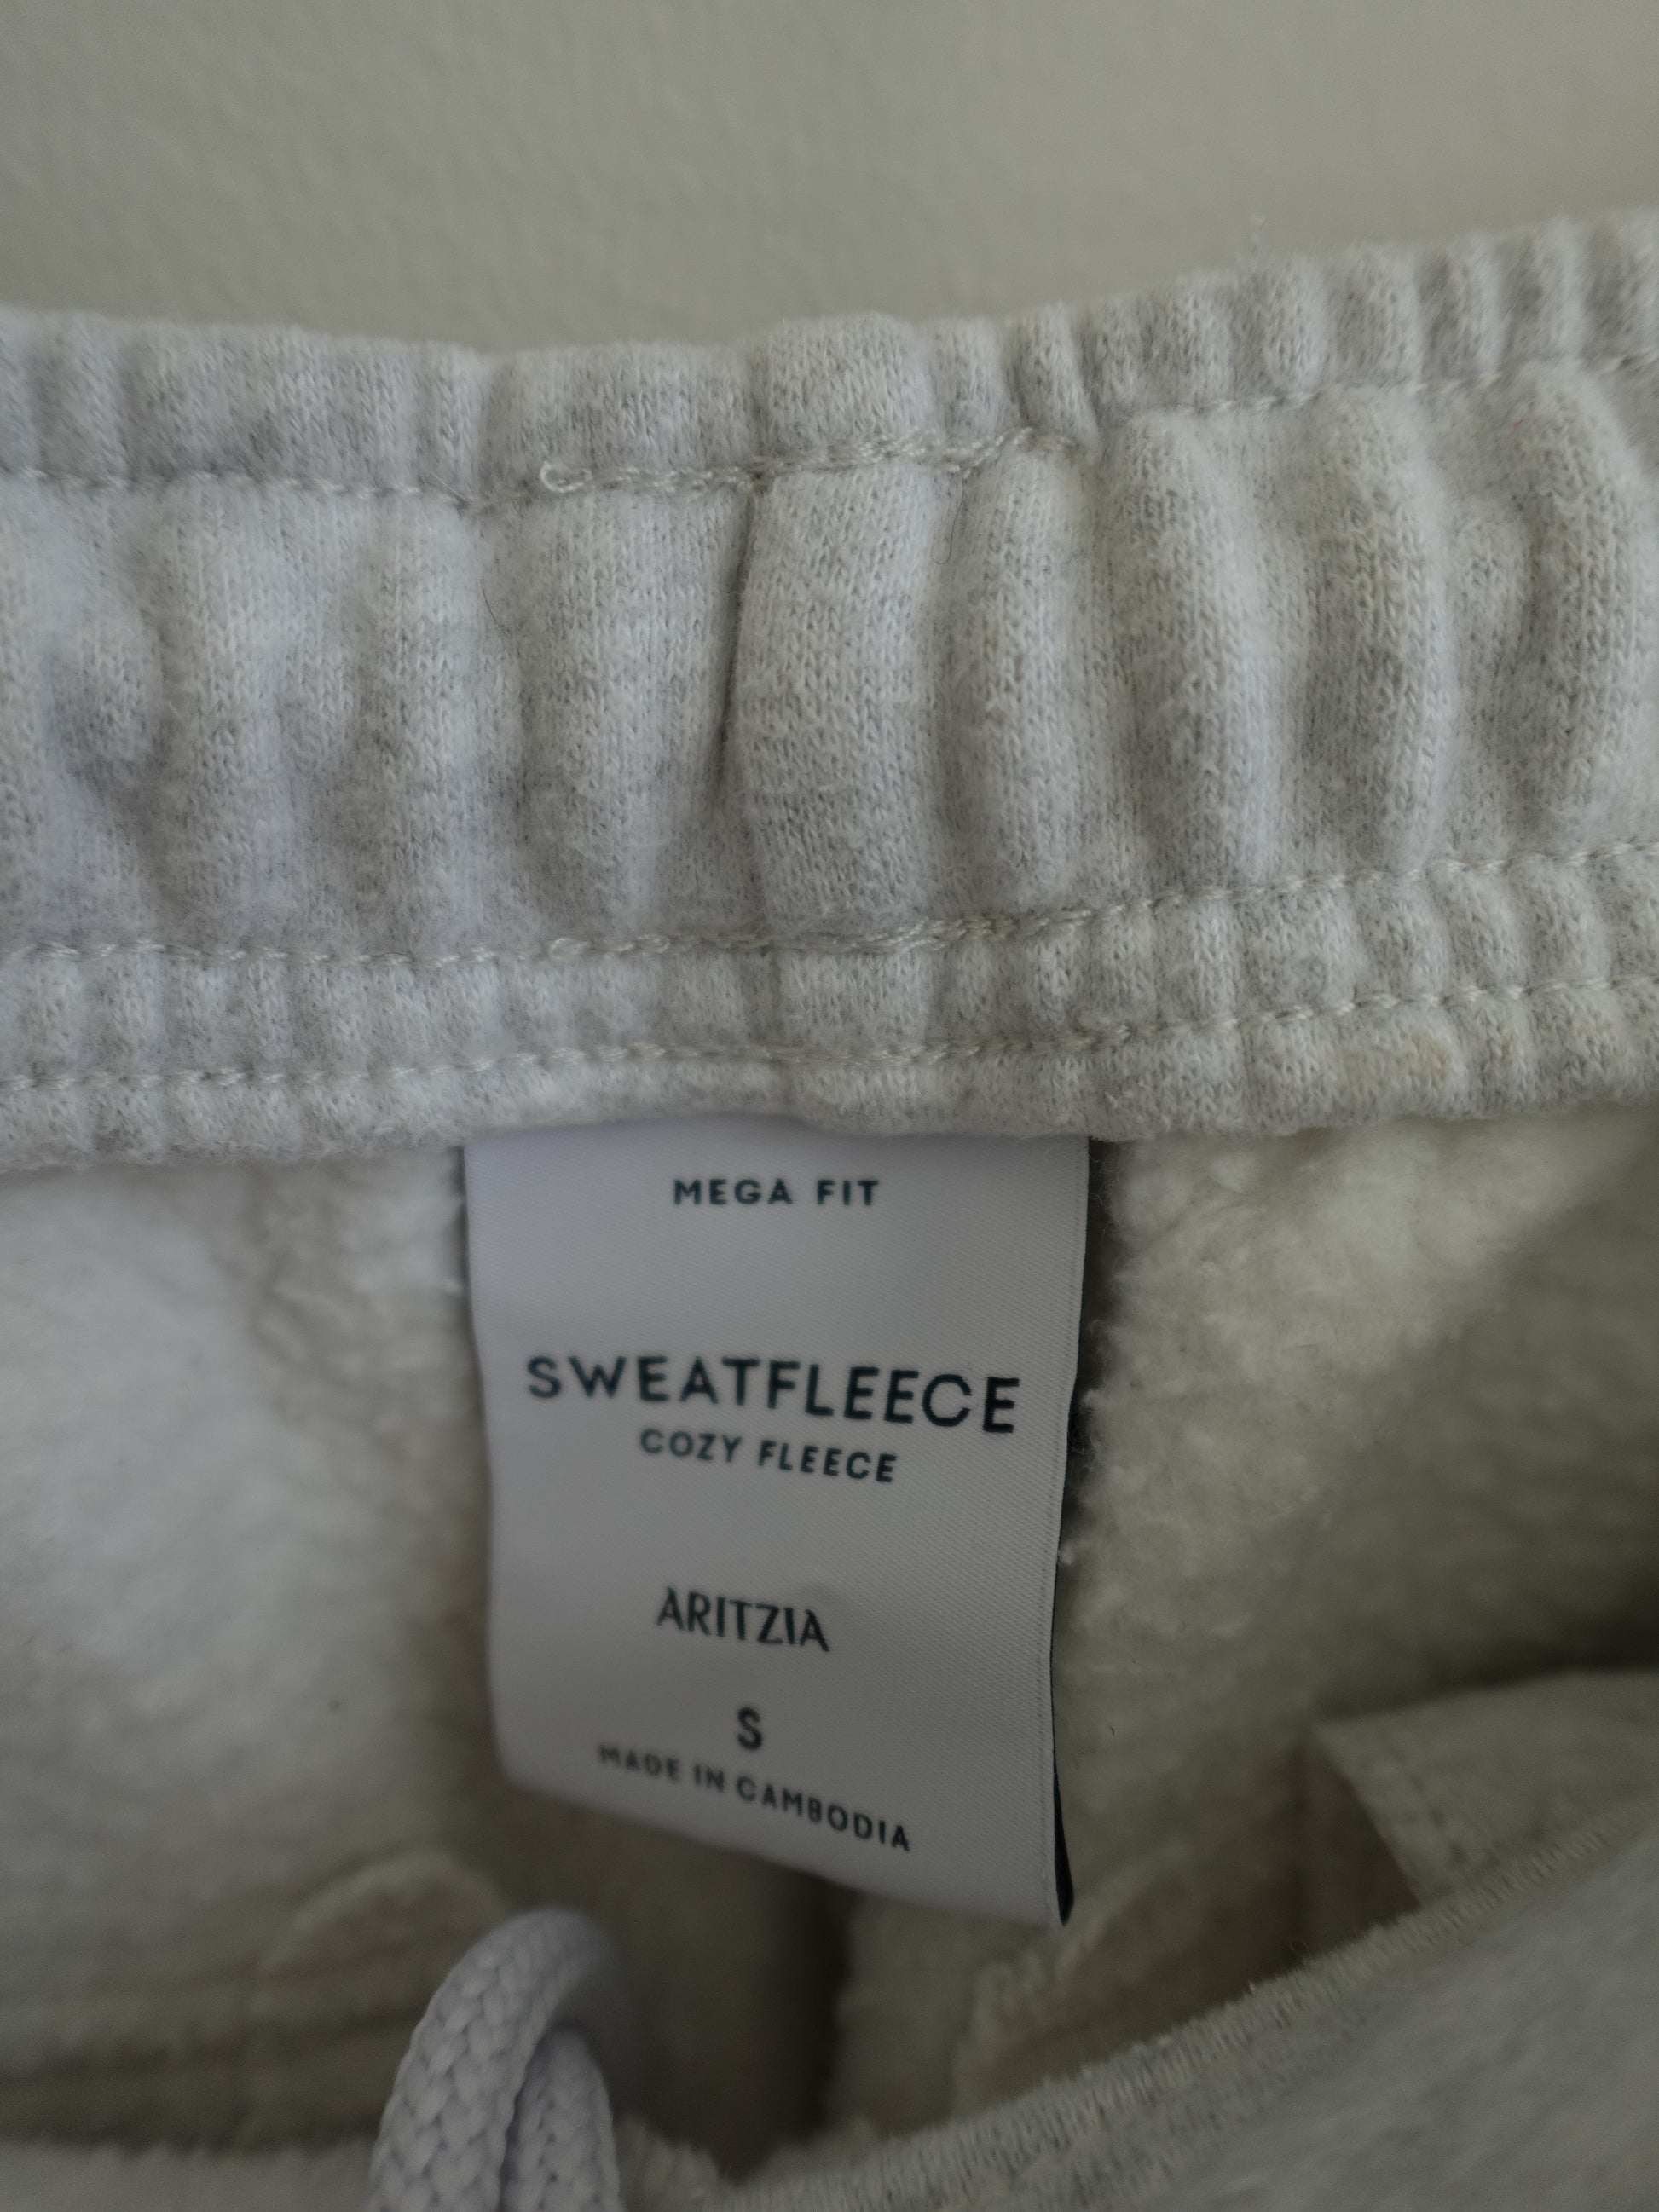 MEGA FIT
SWEATFLEECE
COZY FLEECE
ARITZIA
S
MADE IN CAMBODIA